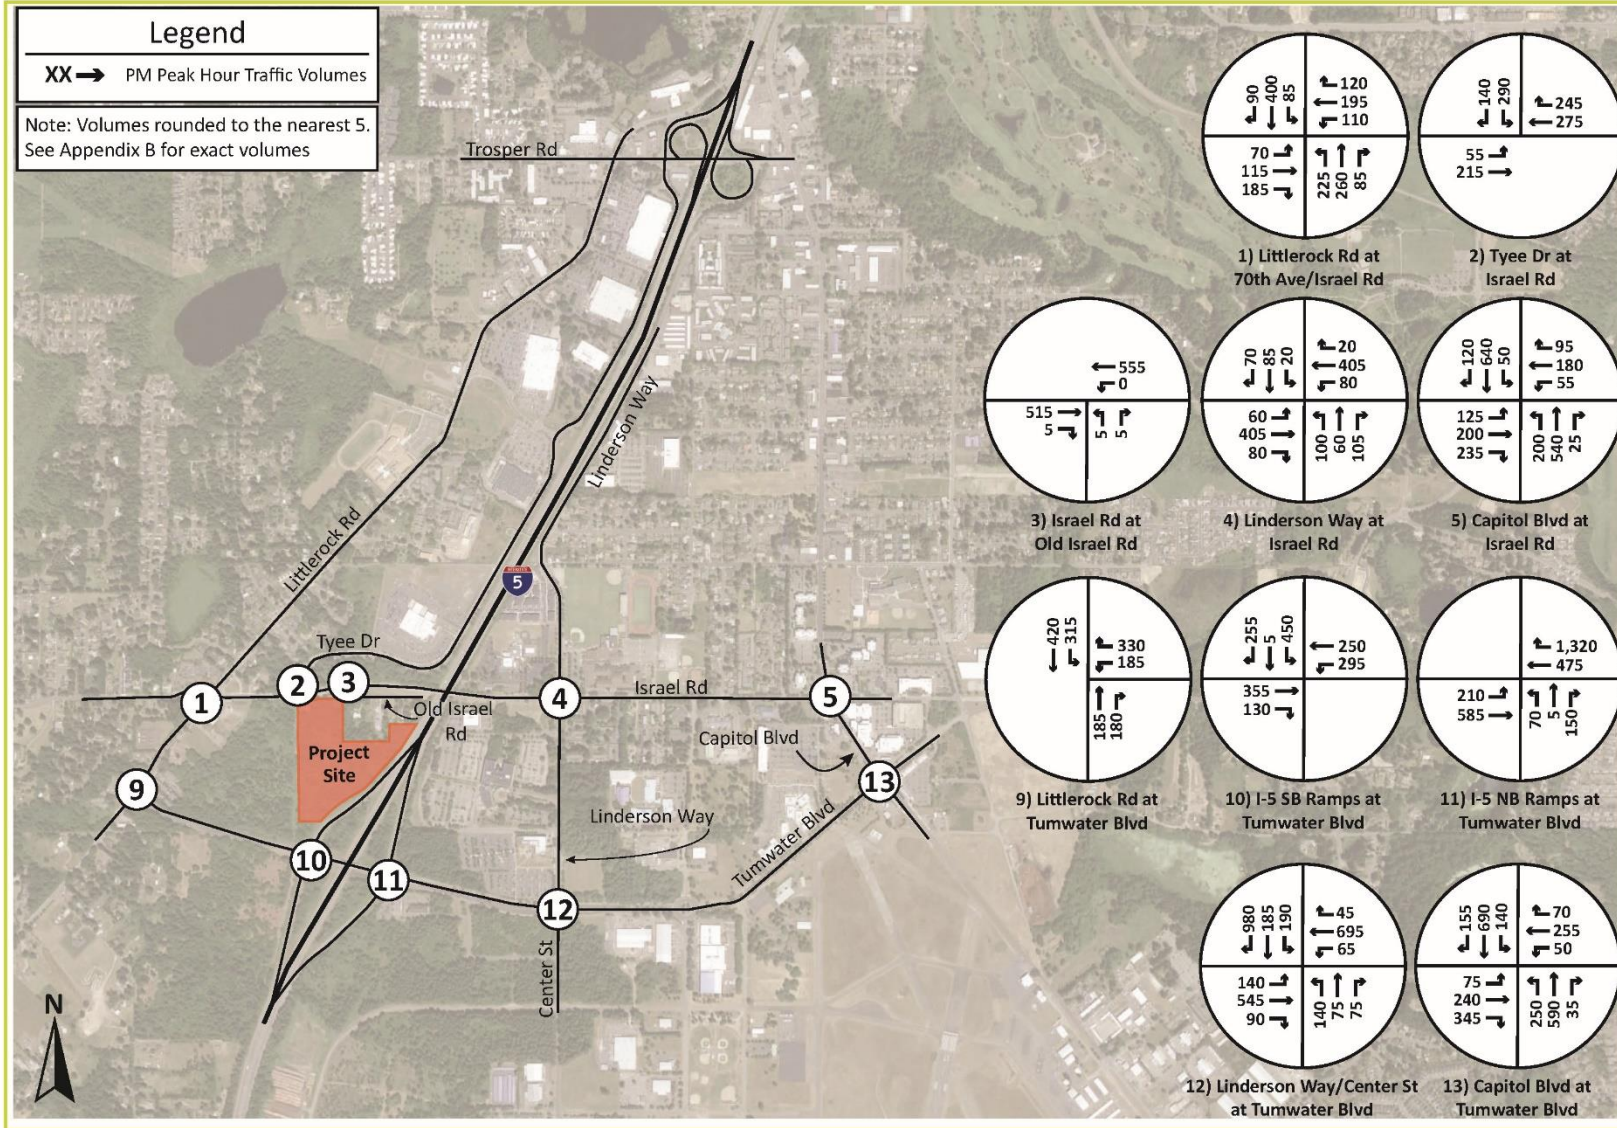 Legend
XX PM Peak Hour Traffic Volumes
Note: Volumes rounded to the nearest 5.
See Appendix B for exact volumes
Trosper Rd
Littlerock Rd
Linderson Way
5
Tyee Dr
Israel Rd
Old Israel
Rd
Project
Site
Capitol Blvd
Linderson Way
Tumwater Blvd
Center St
N
1
2
3
4
5
9
10
11
12
13
90 400 85
120
195
110
70
115
185
225 260 85
1) Littlerock Rd at
70th Ave/Israel Rd
140 290
245
275
55
215
2) Tyee Dr at
Israel Rd
555
0
515
5
5 5
3) Israel Rd at
Old Israel Rd
70 85 20
20
405
80
60
405
80
100 60 105
4) Linderson Way at
Israel Rd
120 640 50
95
180
55
125
200
235
200 540 25
5) Capitol Blvd at
Israel Rd
420 315
330
185
185 180
9) Littlerock Rd at
Tumwater Blvd
255 5 450
250
295
355
130
10) I-5 SB Ramps at
Tumwater Blvd
1,320
475
210
585
70 5 150
11) I-5 NB Ramps at
Tumwater Blvd
980 185 190
45
695
65
140
545
90
140 75 75
12) Linderson Way/Center St
at Tumwater Blvd
155 690 140
70
255
50
75
240
345
250 590 35
13) Capitol Blvd at
Tumwater Blvd